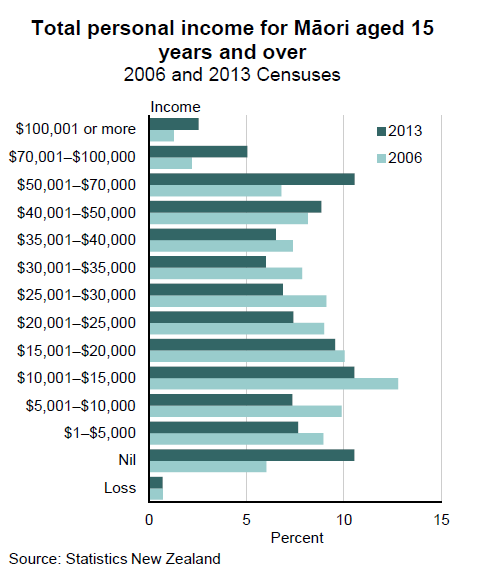 Total personal income for Māori aged 15
years and over
2006 and 2013 Censuses
Income
$100,001 or more
$70,001–$100,000
$50,001–$70,000
$40,001–$50,000
$35,001–$40,000
$30,001–$35,000
$25,001–$30,000
$20,001–$25,000
$15,001–$20,000
$10,001–$15,000
$5,001–$10,000
$1–$5,000
Nil
Loss
2013
2006
0 5 10 15
Percent
Source: Statistics New Zealand